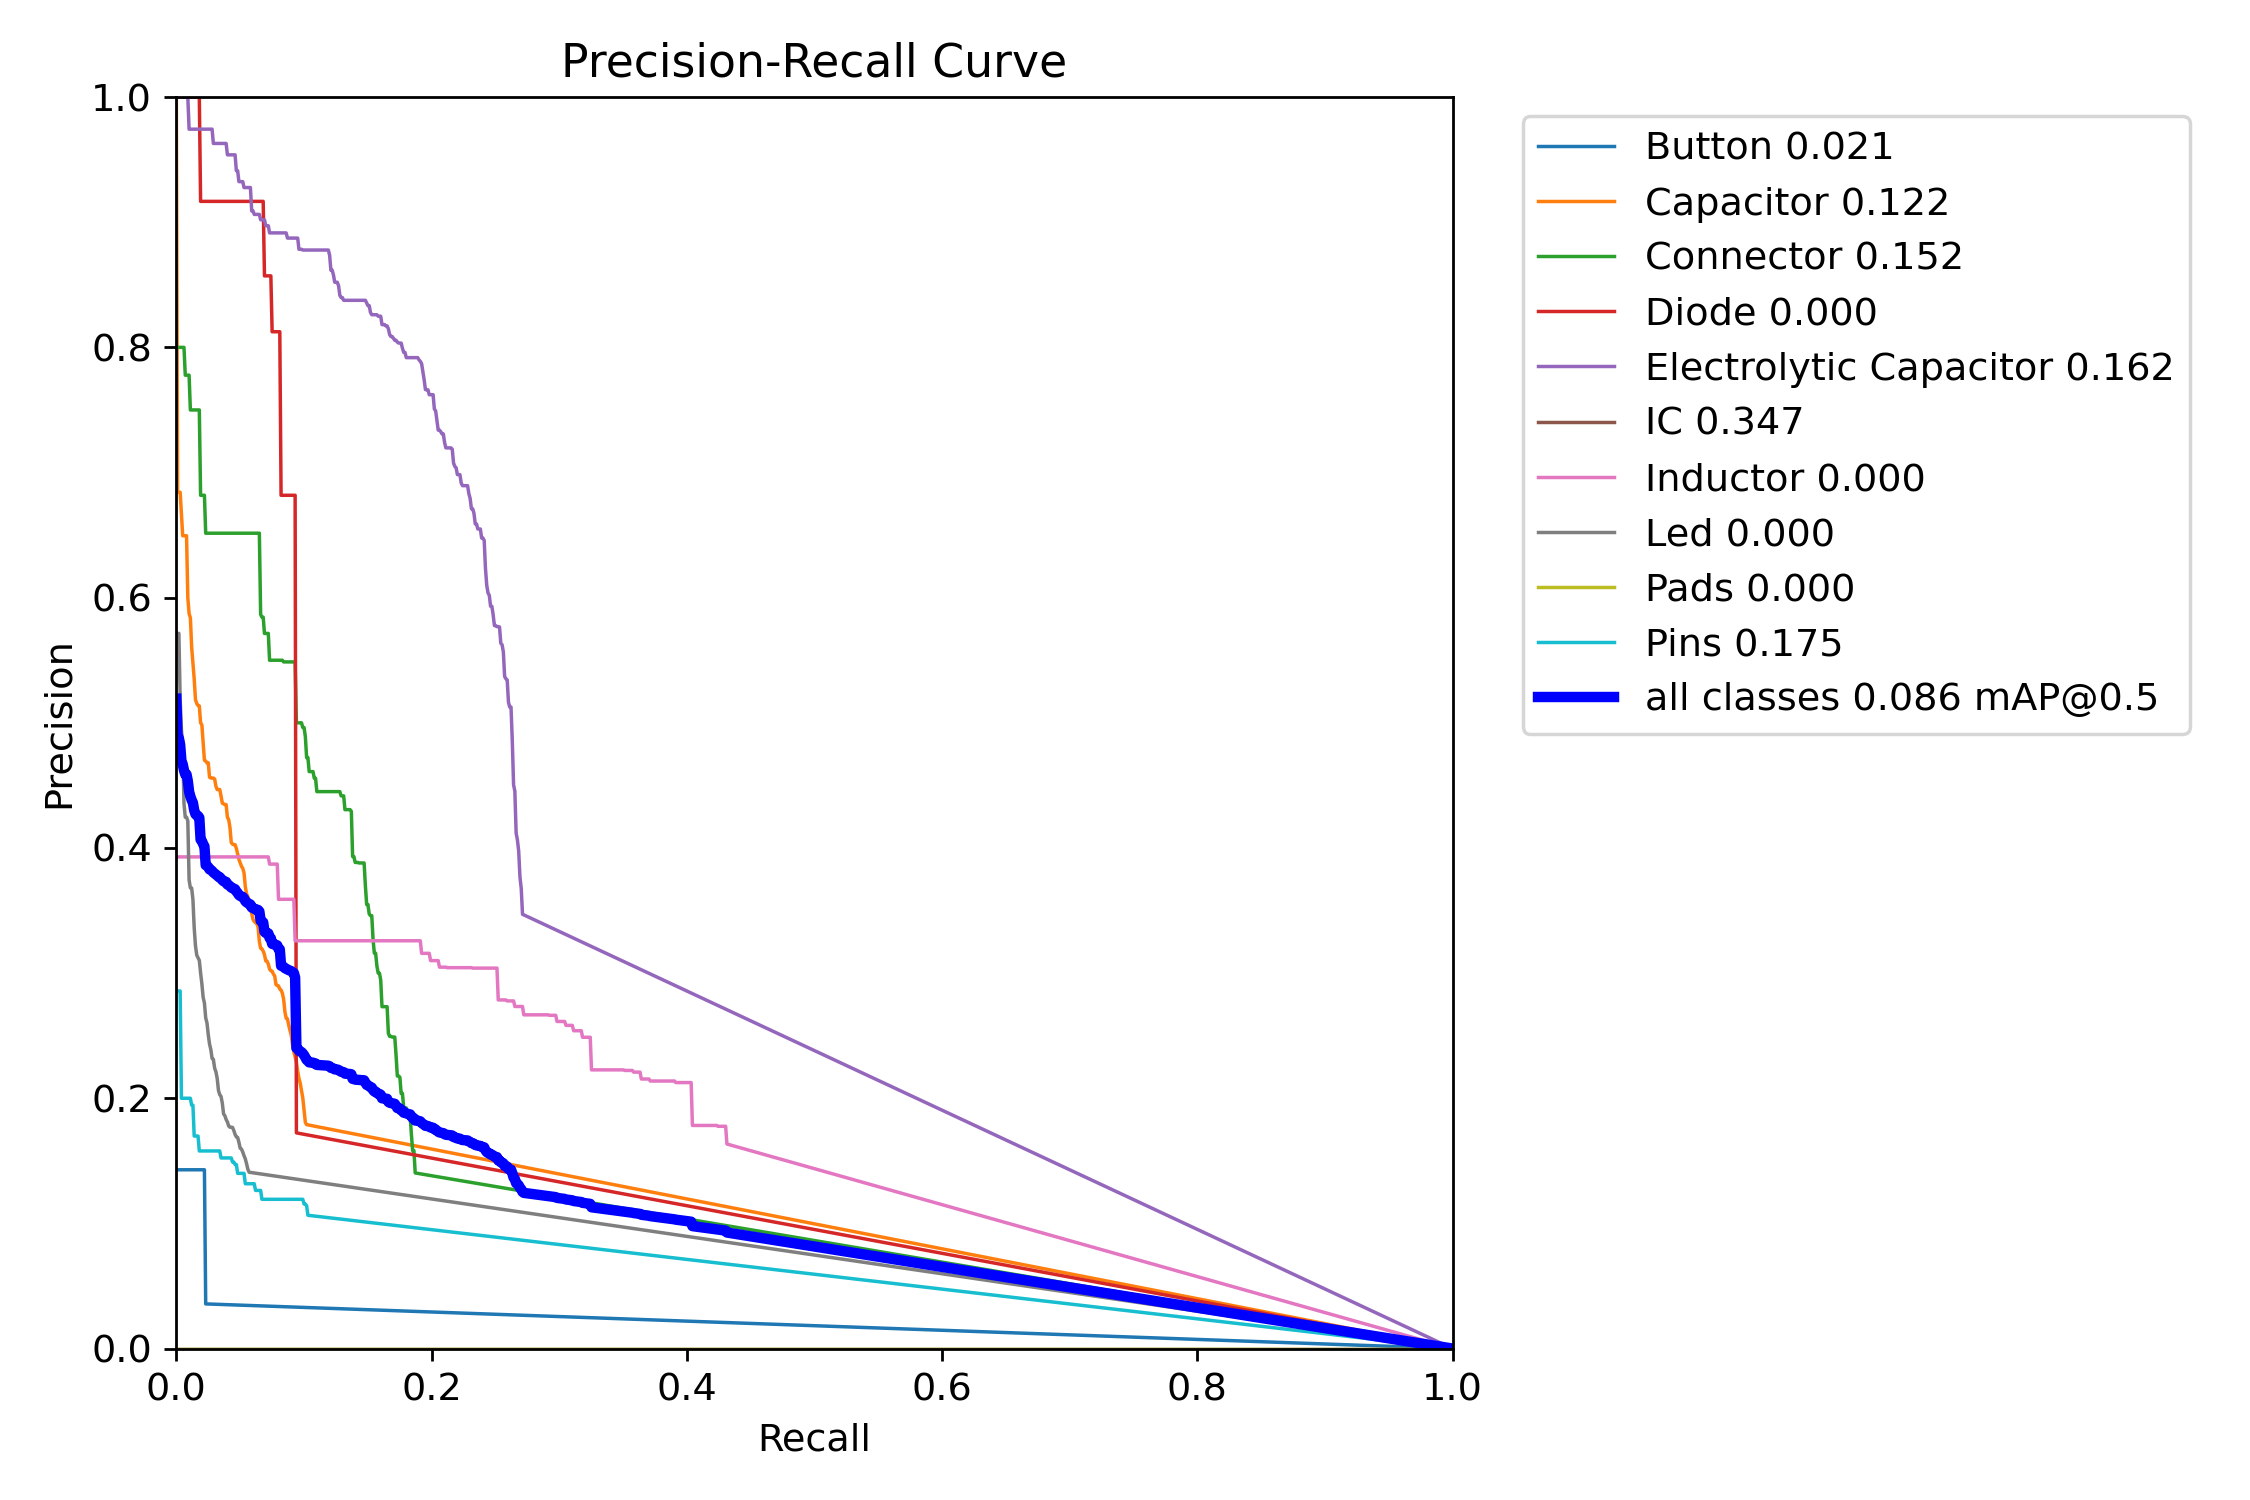 Precision-Recall Curve
1.0
0.8
0.6
0.4
0.2
0.0
Precision
0.0 0.2 0.4 0.6 0.8 1.0
Recall
Button 0.021
Capacitor 0.122
Connector 0.152
Diode 0.000
Electrolytic Capacitor 0.162
IC 0.347
Inductor 0.000
Led 0.000
Pads 0.000
Pins 0.175
all classes 0.086 mAP@0.5